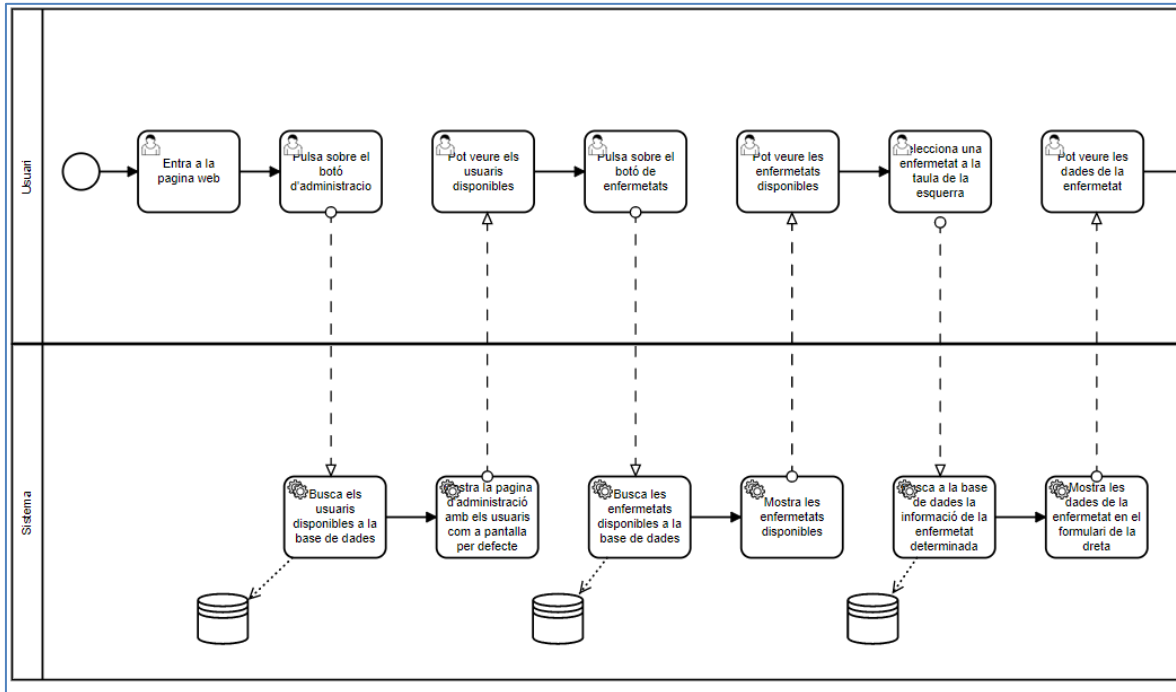 Usuari
Entra a la
pagina web
Pulsa sobre el
botó
d'administracio
Pot veure els
usuaris
disponibles
Pulsa sobre el
botó de
enfermetats
Pot veure les
enfermetats
disponibles
elecciona una
enfermetat a la
taula de la
esquerra
Pot veure les
dades de la
enfermetat
Sistema
Busca els
usuaris
disponibles a la
base de dades
ostra la pagina
d'administració
amb els usuaris
com a pantalla
per defecte
Busca les
enfermetats
disponibles a la
base de dades
Mostra les
enfermetats
disponibles
usca a la base
de dades la
informació de la
enfermetat
determinada
Mostra les
dades de la
enfermetat en el
formulari de la
dreta